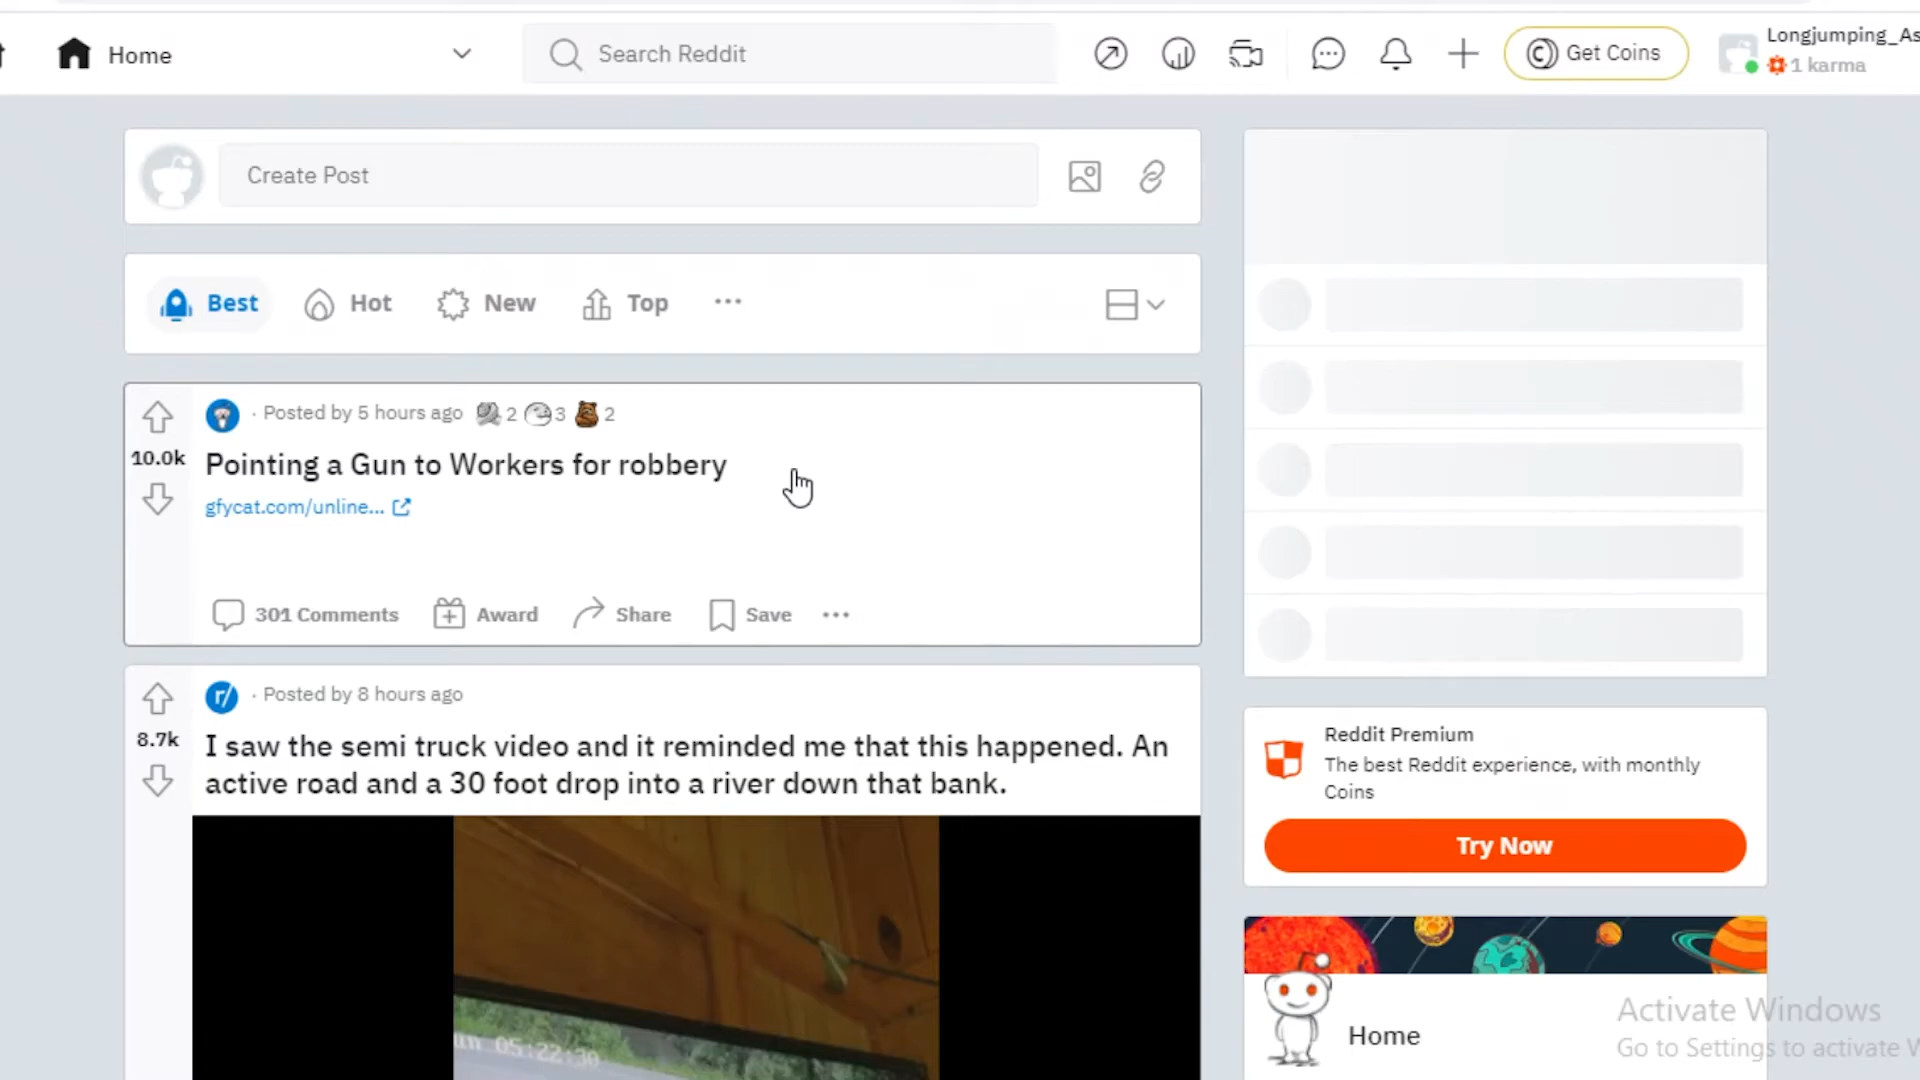 Home
Search Reddit
Get Coins
Longjumping_As
1 karma
Create Post
Best
Hot
New
Top
· Posted by 5 hours ago 2 3 2
10.0k
Pointing a Gun to Workers for robbery
gfycat.com/unline...
301 Comments
Award
Share
Save
r/ · Posted by 8 hours ago
8.7k
I saw the semi truck video and it reminded me that this happened. An
active road and a 30 foot drop into a river down that bank.
05:22:30
Reddit Premium
The best Reddit experience, with monthly
Coins
Try Now
Home
Activate Windows
Go to Settings to activate W